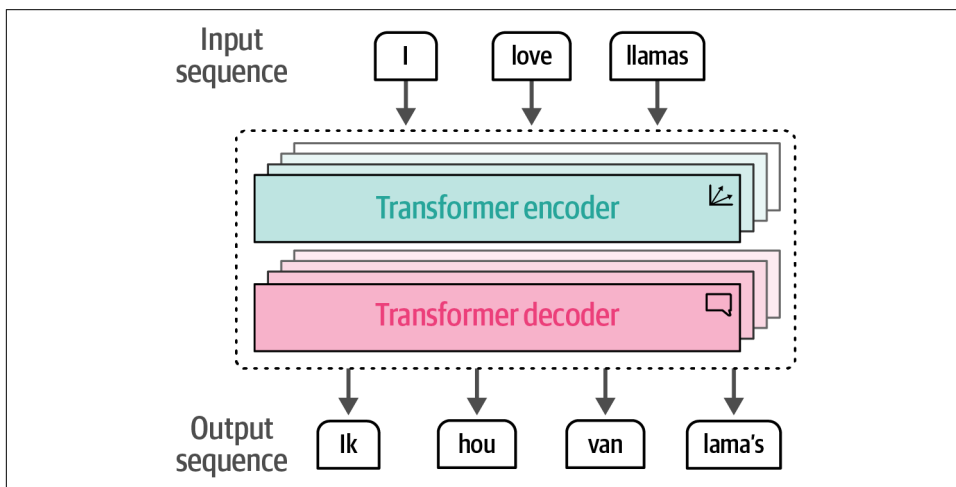 Input
sequence
I love llamas
Transformer encoder
Transformer decoder
Output
sequence
Ik hou van lama's